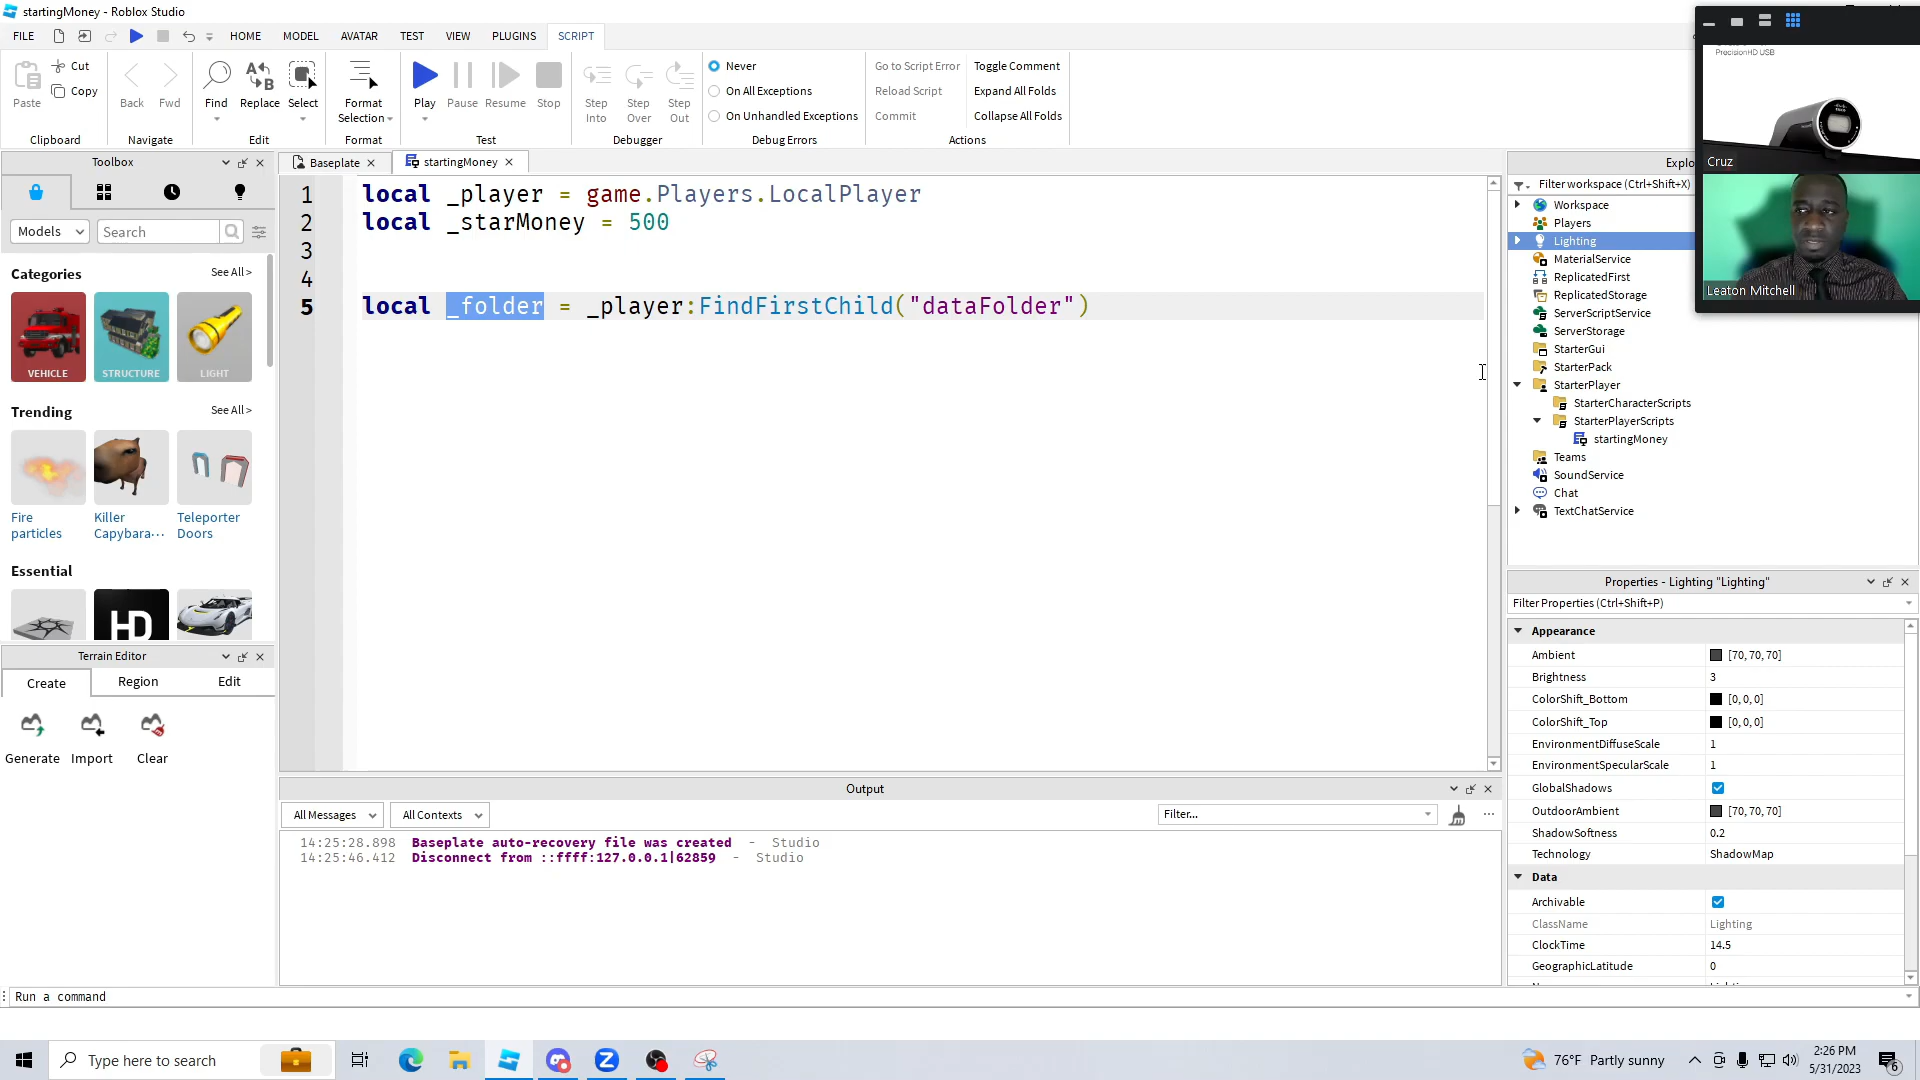 startingMoney - Roblox Studio
FILE HOME MODEL AVATAR TEST VIEW PLUGINS SCRIPT
Paste Cut Copy Clipboard
Back Fwd Navigate
Find Replace Select Edit
Format Selection Format
Play Pause Resume Stop Test
Step Into Step Over Step Out Debugger
Never
On All Exceptions
On Unhandled Exceptions
Debug Errors
Go to Script Error Toggle Comment
Reload Script Expand All Folds
Commit Collapse All Folds
Actions
PrecisionHD USB
Cruz
Leaton Mitchell
Toolbox
Models Search
Categories See All >
VEHICLE STRUCTURE LIGHT
Trending See All >
Fire particles
Killer Capybara···
Teleporter Doors
Essential
HD
Terrain Editor
Create Region Edit
Generate Import Clear
Baseplate startingMoney
1 local _player = game.Players.LocalPlayer
2 local _starMoney = 500
3
4
5 local _folder = _player:FindFirstChild("dataFolder")
Output
All Messages All Contexts Filter...
14:25:28.898 Baseplate auto-recovery file was created - Studio
14:25:46.412 Disconnect from ::ffff:127.0.0.1|62859 - Studio
Explo
Filter workspace (Ctrl+Shift+X)
Workspace
Players
Lighting
MaterialService
ReplicatedFirst
ReplicatedStorage
ServerScriptService
ServerStorage
StarterGui
StarterPack
StarterPlayer
StarterCharacterScripts
StarterPlayerScripts
startingMoney
Teams
SoundService
Chat
TextChatService
Properties - Lighting "Lighting"
Filter Properties (Ctrl+Shift+P)
Appearance
Ambient [70, 70, 70]
Brightness 3
ColorShift_Bottom [0, 0, 0]
ColorShift_Top [0, 0, 0]
EnvironmentDiffuseScale 1
EnvironmentSpecularScale 1
GlobalShadows
OutdoorAmbient [70, 70, 70]
ShadowSoftness 0.2
Technology ShadowMap
Data
Archivable
ClassName Lighting
ClockTime 14.5
GeographicLatitude 0
Run a command
Type here to search
76°F Partly sunny
2:26 PM
5/31/2023
6